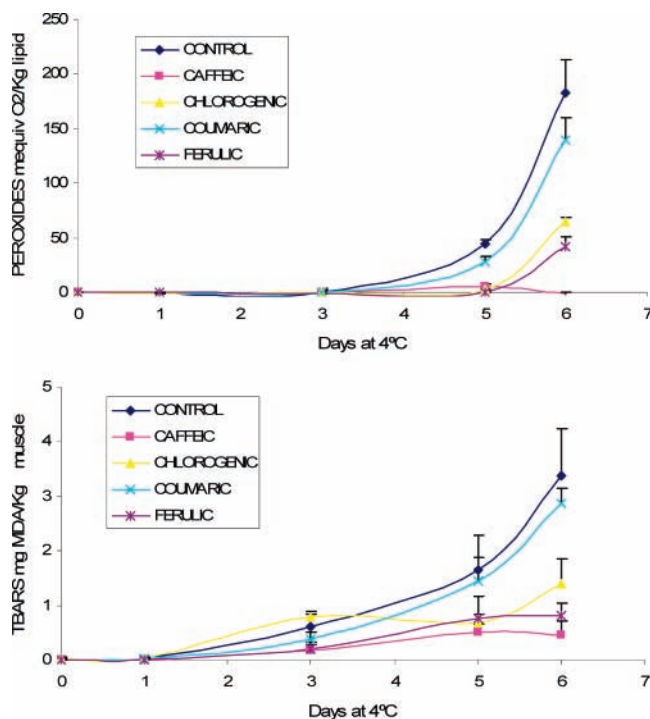 PEROXIDES mequiv O2/Kg lipid
250
200
150
100
50
0
CONTROL
CAFFEIC
CHLOROGENIC
COUMARIC
FERULIC
0 1 2 3 4 5 6 7
Days at 4ºC
TBARS mg MDA/Kg muscle
5
4
3
2
1
0
CONTROL
CAFFEIC
CHLOROGENIC
COUMARIC
FERULIC
0 1 2 3 4 5 6 7
Days at 4ºC